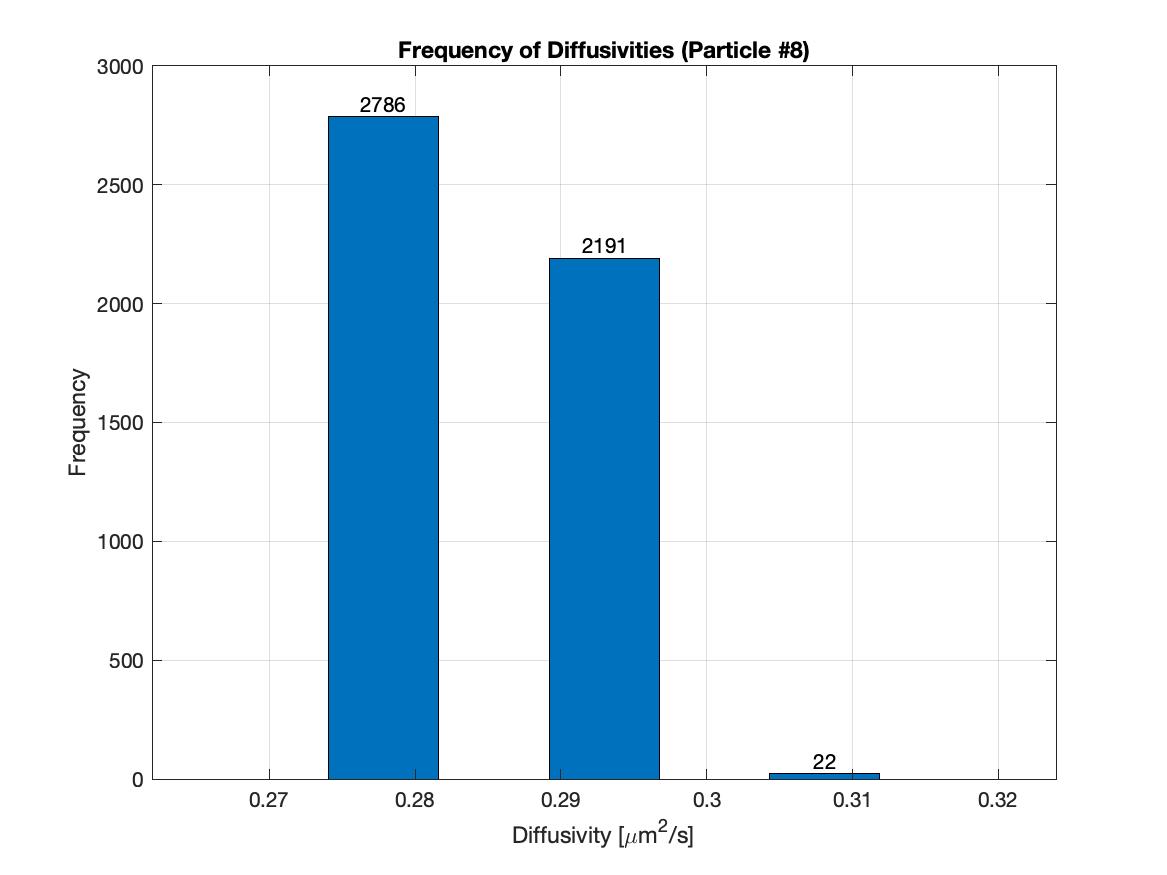 Frequency of Diffusivities (Particle #8)
3000
2500
2000
1500
1000
500
0
Frequency
2786
2191
22
0.27 0.28 0.29 0.3 0.31 0.32
Diffusivity [μm²/s]